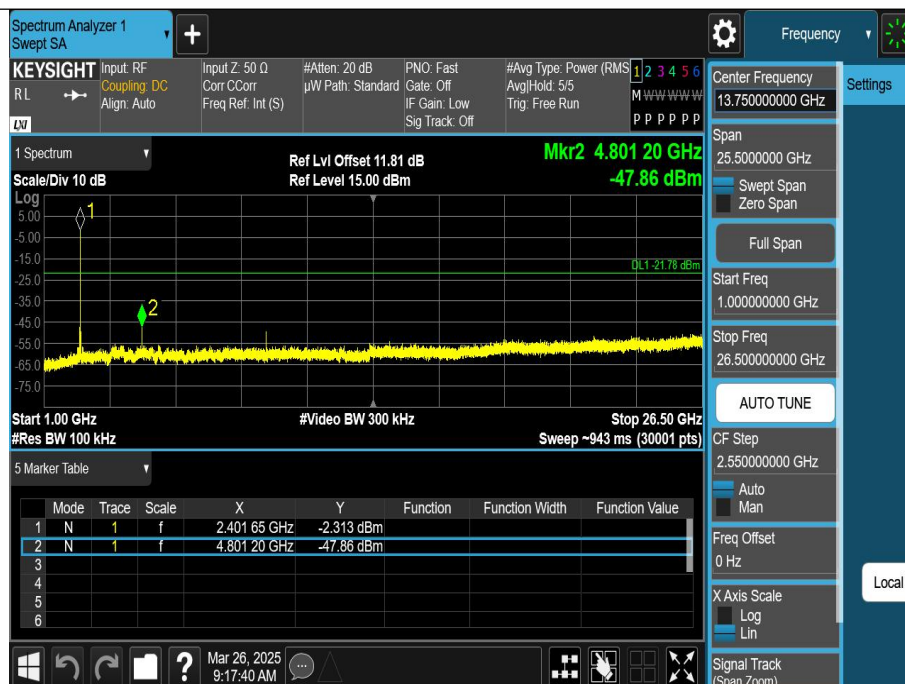 Spectrum Analyzer 1
Swept SA
+
Frequency
KEYSIGHT
RL
LXI
Input: RF
Coupling: DC
Align: Auto
Input Z: 50 Ω
Corr CCorr
Freq Ref: Int (S)
#Atten: 20 dB
µW Path: Standard
PNO: Fast
Gate: Off
IF Gain: Low
Sig Track: Off
#Avg Type: Power (RMS
Avg|Hold: 5/5
Trig: Free Run
1 2 3 4 5 6
M W W W W W
P P P P P P
1 Spectrum
Scale/Div 10 dB
Ref Lvl Offset 11.81 dB
Ref Level 15.00 dBm
Mkr2 4.801 20 GHz
-47.86 dBm
Log
5.00
-5.00
-15.0
-25.0
-35.0
-45.0
-55.0
-65.0
-75.0
1
2
DL1 -21.78 dBm
Start 1.00 GHz
#Video BW 300 kHz
Stop 26.50 GHz
#Res BW 100 kHz
Sweep ~943 ms (30001 pts)
5 Marker Table
Mode Trace Scale X Y Function Function Width Function Value
1 N 1 f 2.401 65 GHz -2.313 dBm
2 N 1 f 4.801 20 GHz -47.86 dBm
3
4
5
6
?
Mar 26, 2025
9:17:40 AM
Center Frequency
13.75000000 GHz
Settings
Span
25.5000000 GHz
Swept Span
Zero Span
Full Span
Start Freq
1.000000000 GHz
Stop Freq
26.500000000 GHz
AUTO TUNE
CF Step
2.550000000 GHz
Auto
Man
Freq Offset
0 Hz
Local
X Axis Scale
Log
Lin
Signal Track
(Span Zoom)